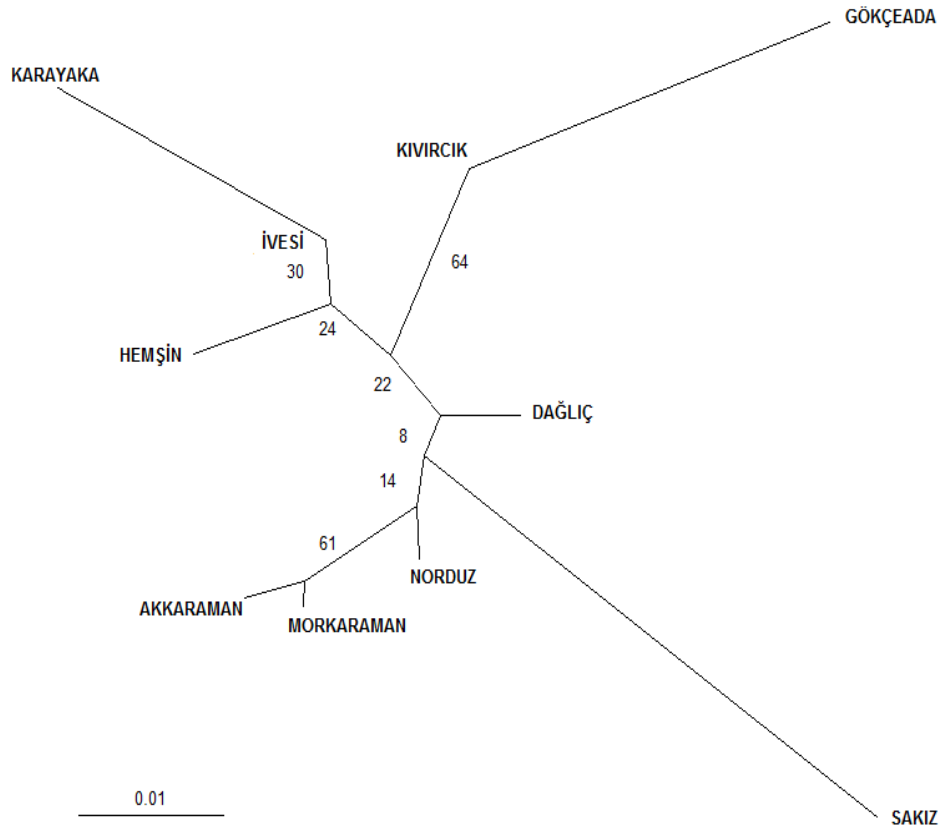 GÖKÇEADA
KARAYAKA
KIVIRCIK
İVESİ
64
30
24
HEMŞİN
22
DAĞLIÇ
8
14
61
NORDUZ
AKKARAMAN
MORKARAMAN
0.01
SAKIZ